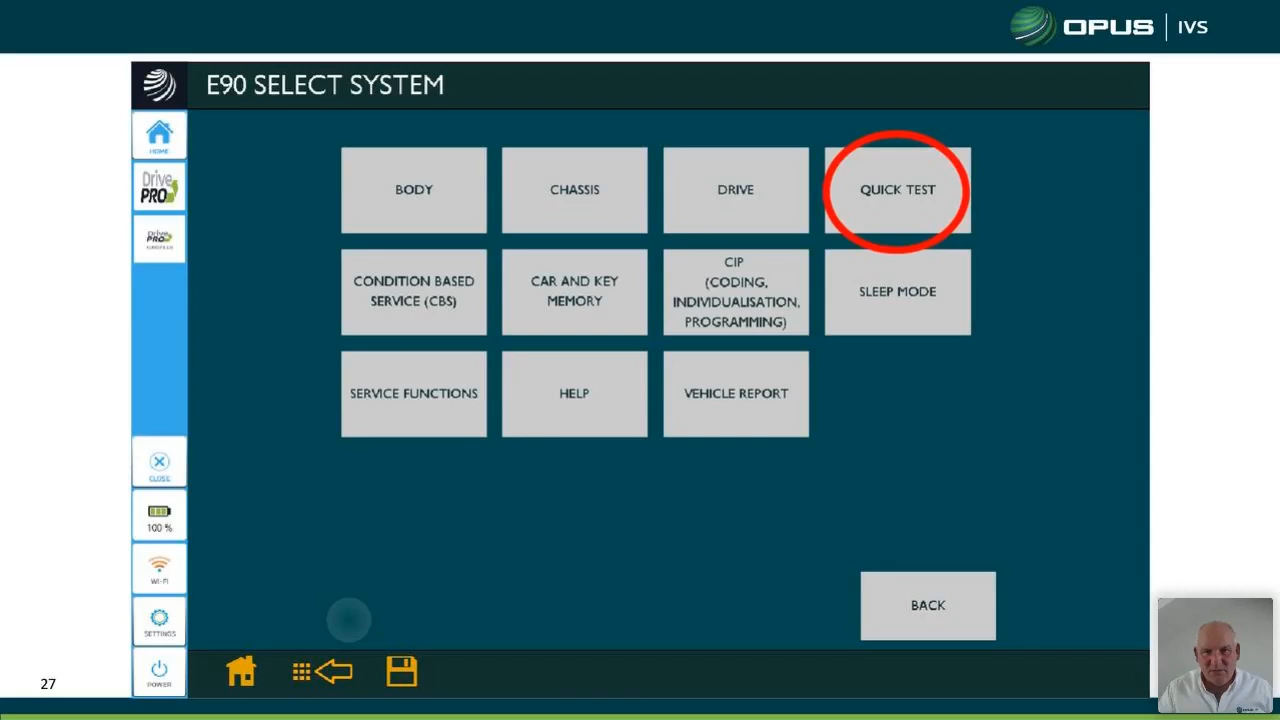 OPUS | IVS
E90 SELECT SYSTEM
HOME
Drive
PRO
Drive
PRO
BODY
CHASSIS
DRIVE
QUICK TEST
CONDITION BASED
SERVICE (CBS)
CAR AND KEY
MEMORY
CIP
(CODING,
INDIVIDUALISATION,
PROGRAMMING)
SLEEP MODE
SERVICE FUNCTIONS
HELP
VEHICLE REPORT
CLOSE
100 %
WI-FI
SETTINGS
POWER
BACK
27